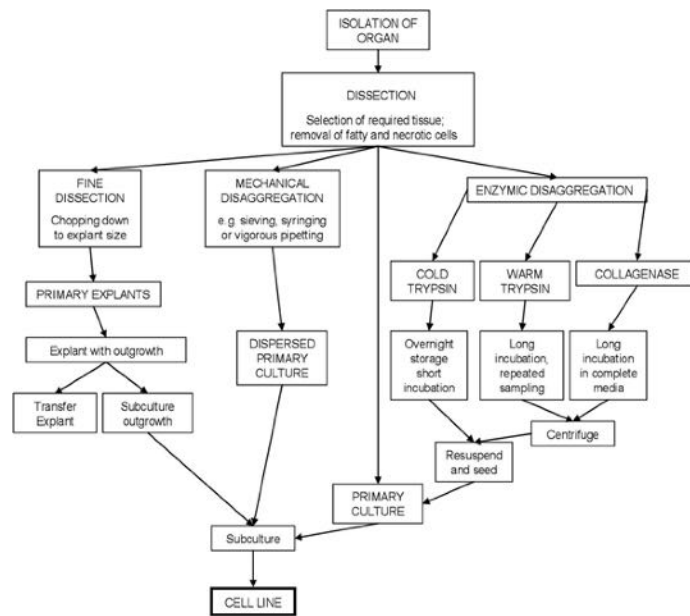 ISOLATION OF
ORGAN
DISSECTION
Selection of required tissue;
removal of fatty and necrotic cells
FINE
DISSECTION
Chopping down
to explant size
MECHANICAL
DISAGGREGATION
e.g. sieving, syringing
or vigorous pipetting
ENZYMIC DISAGGREGATION
COLD
TRYPSIN
WARM
TRYPSIN
COLLAGENASE
PRIMARY EXPLANTS
Explant with outgrowth
DISPERSED
PRIMARY
CULTURE
Overnight
storage
short
incubation
Long
incubation,
repeated
sampling
Long
incubation
in complete
media
Transfer
Explant
Subculture
outgrowth
Centrifuge
Resuspend
and seed
PRIMARY
CULTURE
Subculture
CELL LINE